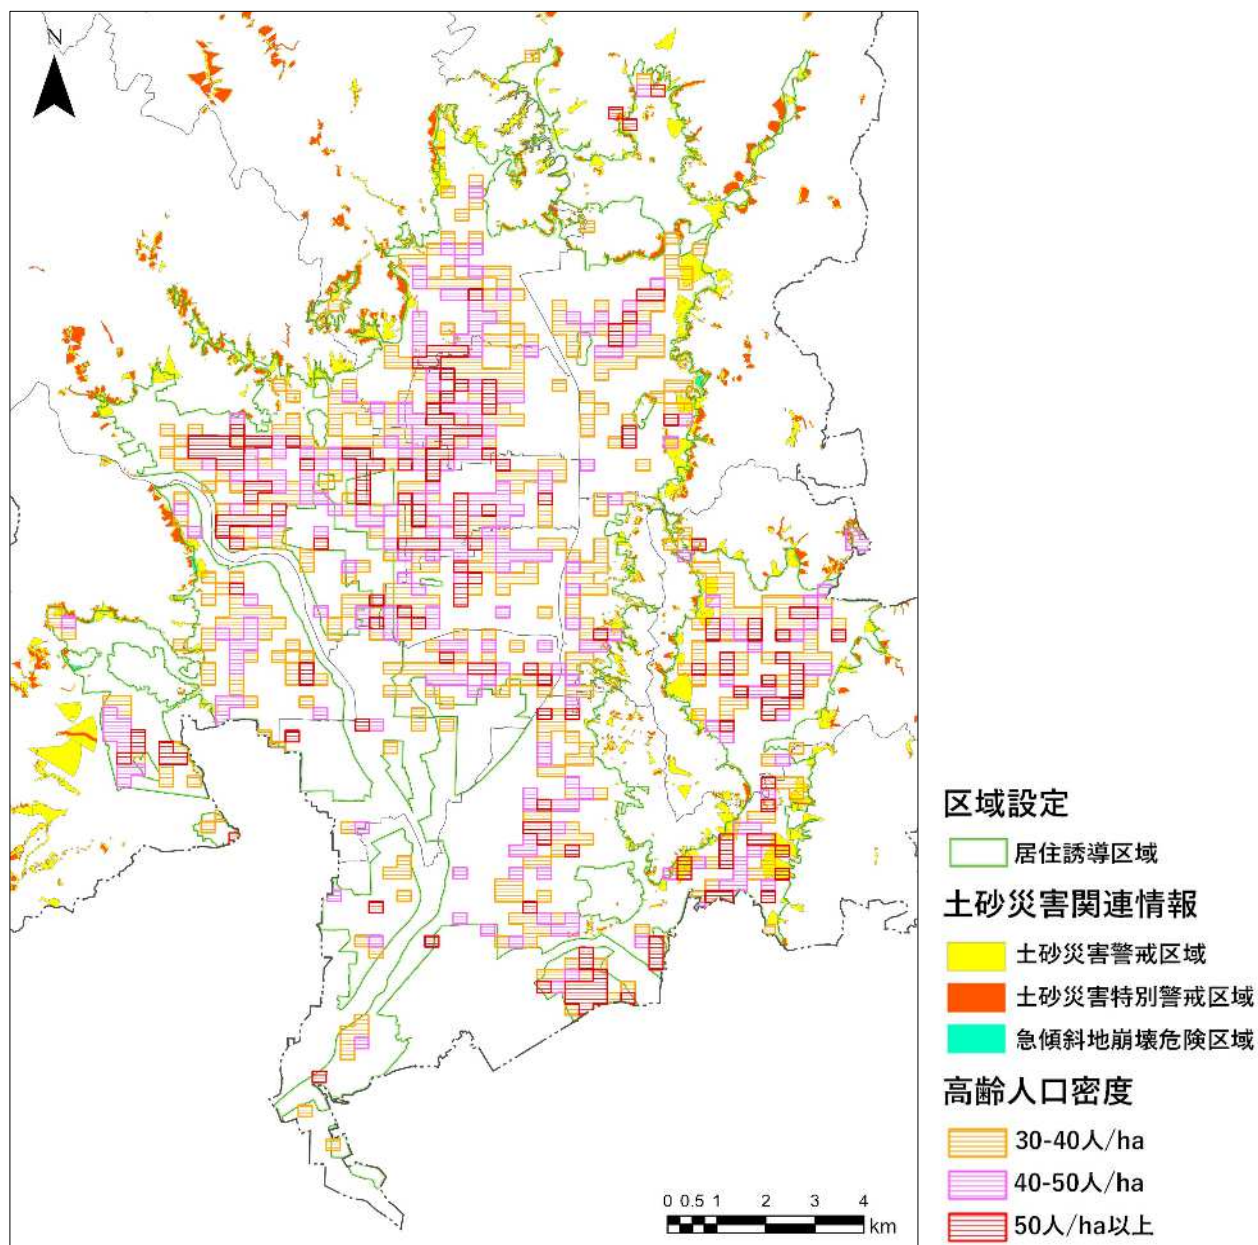 N
区域設定
居住誘導区域
土砂災害関連情報
土砂災害警戒区域
土砂災害特別警戒区域
急傾斜地崩壊危険区域
高齢人口密度
30-40人/ha
40-50人/ha
50人/ha以上
0 0.5 1 2 3 4
km